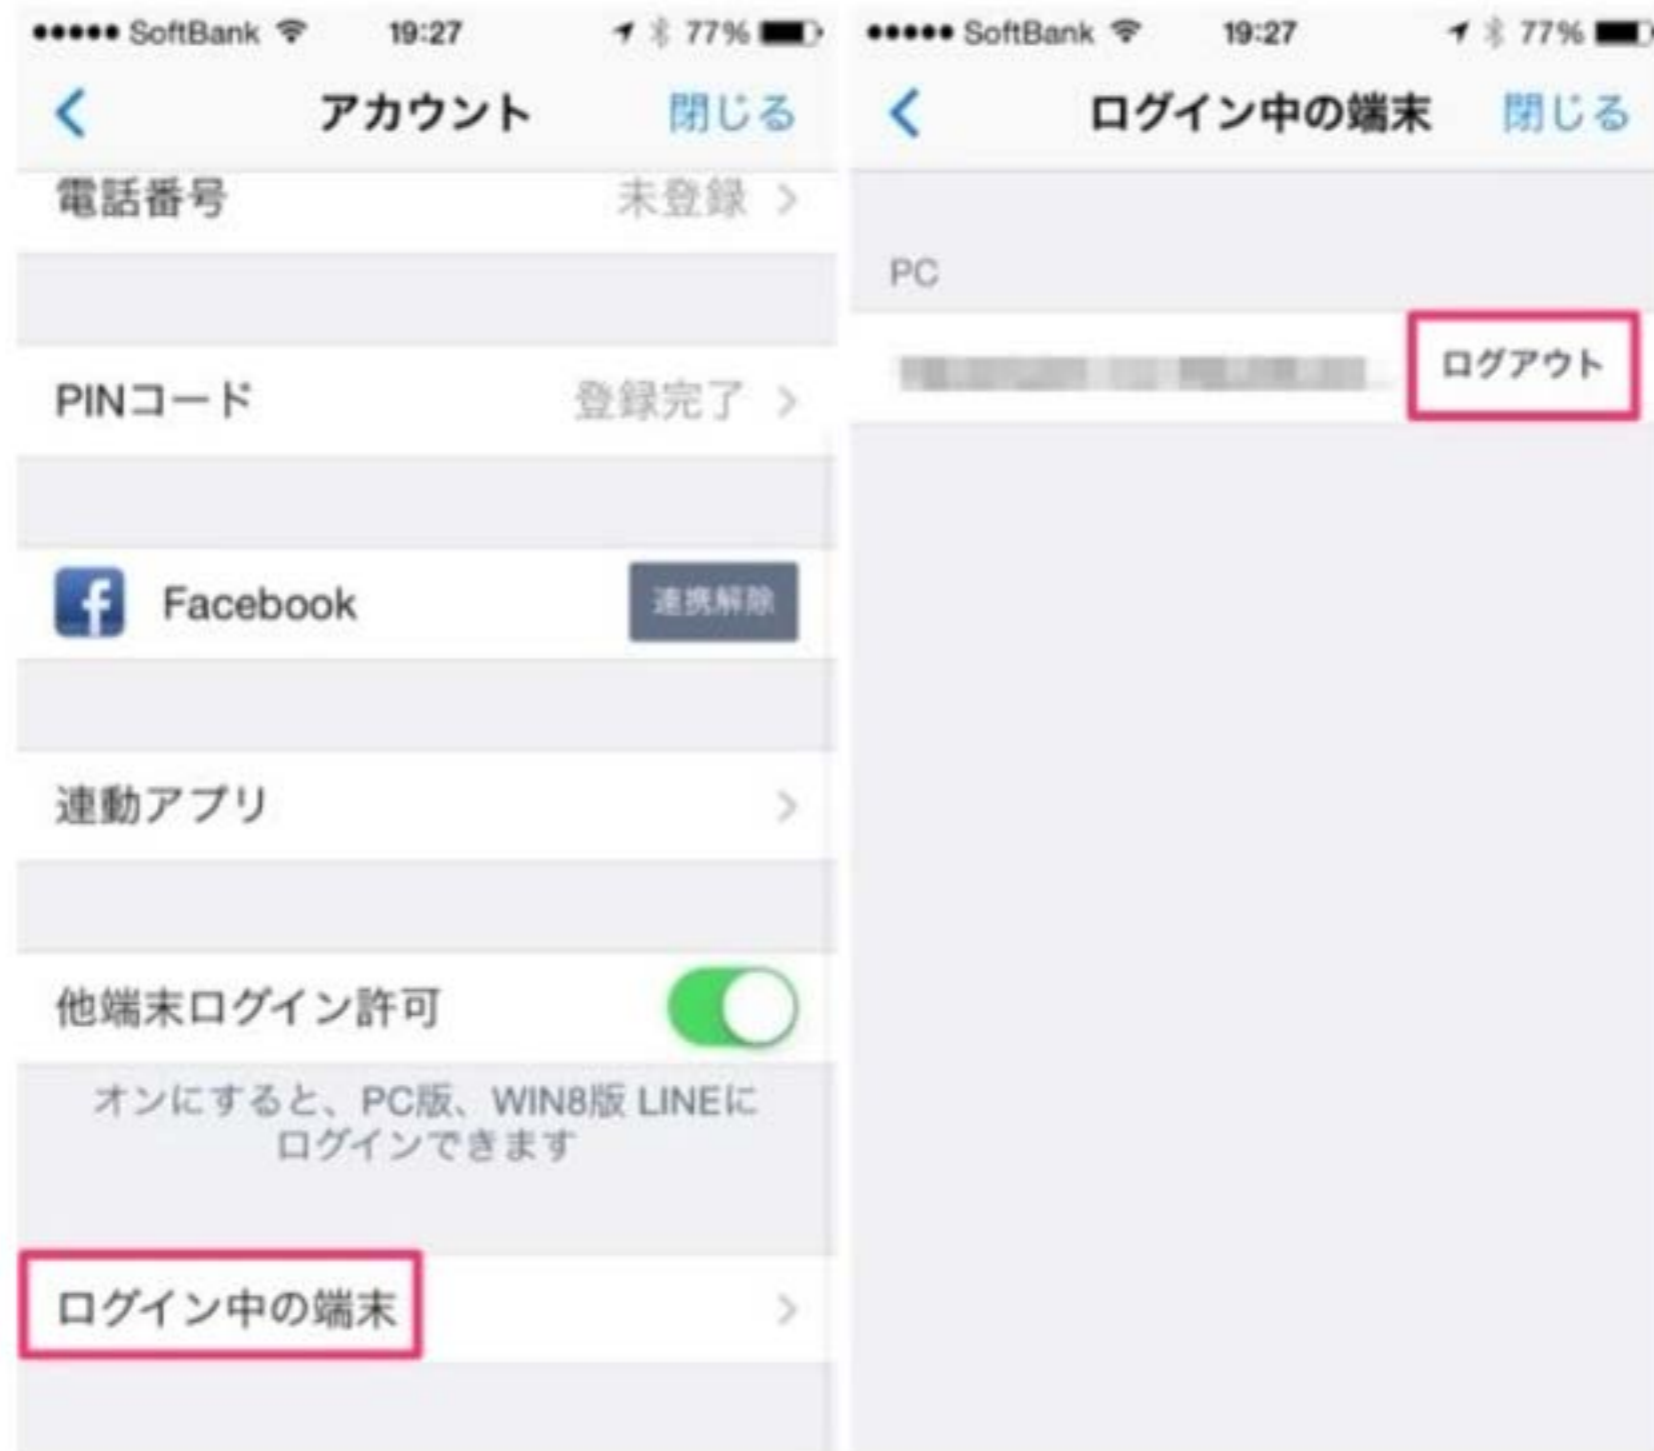 SoftBank 19:27 77%
アカウント 閉じる
電話番号 未登録
PINコード 登録完了
Facebook 連携解除
連動アプリ
他端末ログイン許可
オンにすると、PC版、WIN8版 LINEに
ログインできます
ログイン中の端末
SoftBank 19:27 77%
ログイン中の端末 閉じる
PC
ログアウト